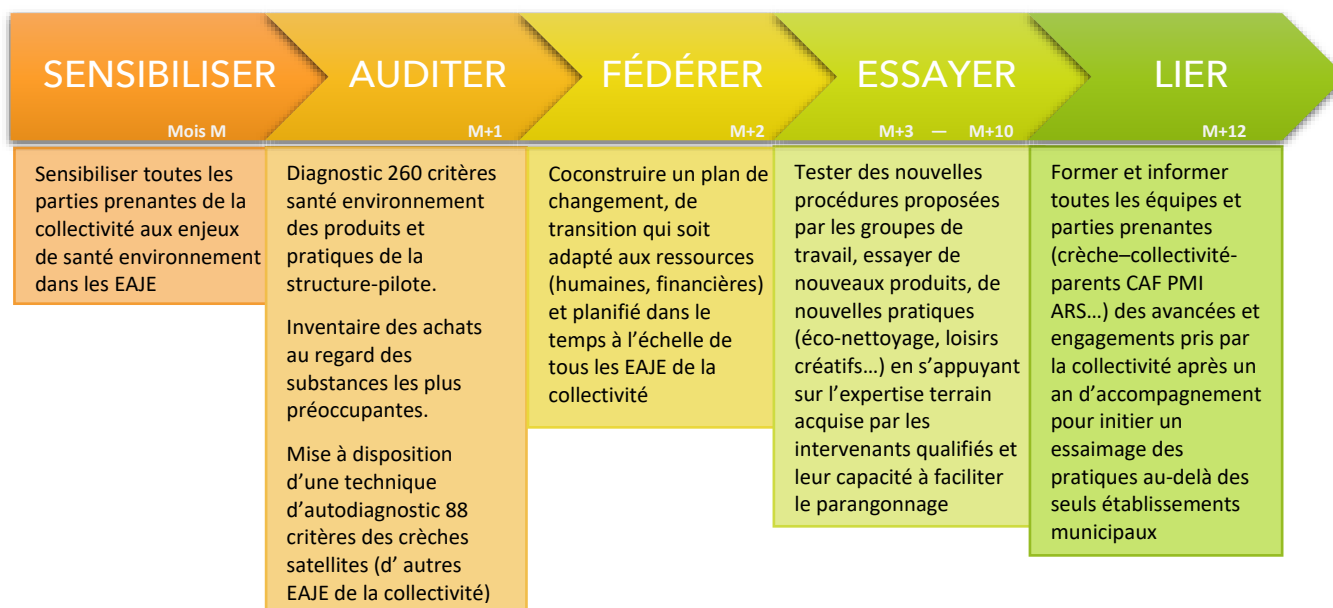 SENSIBILISER
Mois M
AUDITER
M+1
FÉDÉRER
M+2
ESSAYER
M+3 — M+10
LIER
M+12
Sensibiliser toutes les
parties prenantes de la
collectivité aux enjeux
de santé environnement
dans les EAJE
Diagnostic 260 critères
santé environnement
des produits et
pratiques de la
structure-pilote.
Inventaire des achats
au regard des
substances les plus
préoccupantes.
Mise à disposition
d’une technique
d’autodiagnostic 88
critères des crèches
satellites (d’ autres
EAJE de la collectivité)
Coconstruire un plan de
changement, de
transition qui soit
adapté aux ressources
(humaines, financières)
et planifié dans le
temps à l’échelle de
tous les EAJE de la
collectivité
Tester des nouvelles
procédures proposées
par les groupes de
travail, essayer de
nouveaux produits, de
nouvelles pratiques
(éco-nettoyage, loisirs
créatifs…) en s’appuyant
sur l’expertise terrain
acquise par les
intervenants qualifiés et
leur capacité à faciliter
le parangonnage
Former et informer
toutes les équipes et
parties prenantes
(crèche–collectivité-
parents CAF PMI
ARS…) des avancées et
engagements pris par
la collectivité après un
an d’accompagnement
pour initier un
essaimage des
pratiques au-delà des
seuls établissements
municipaux